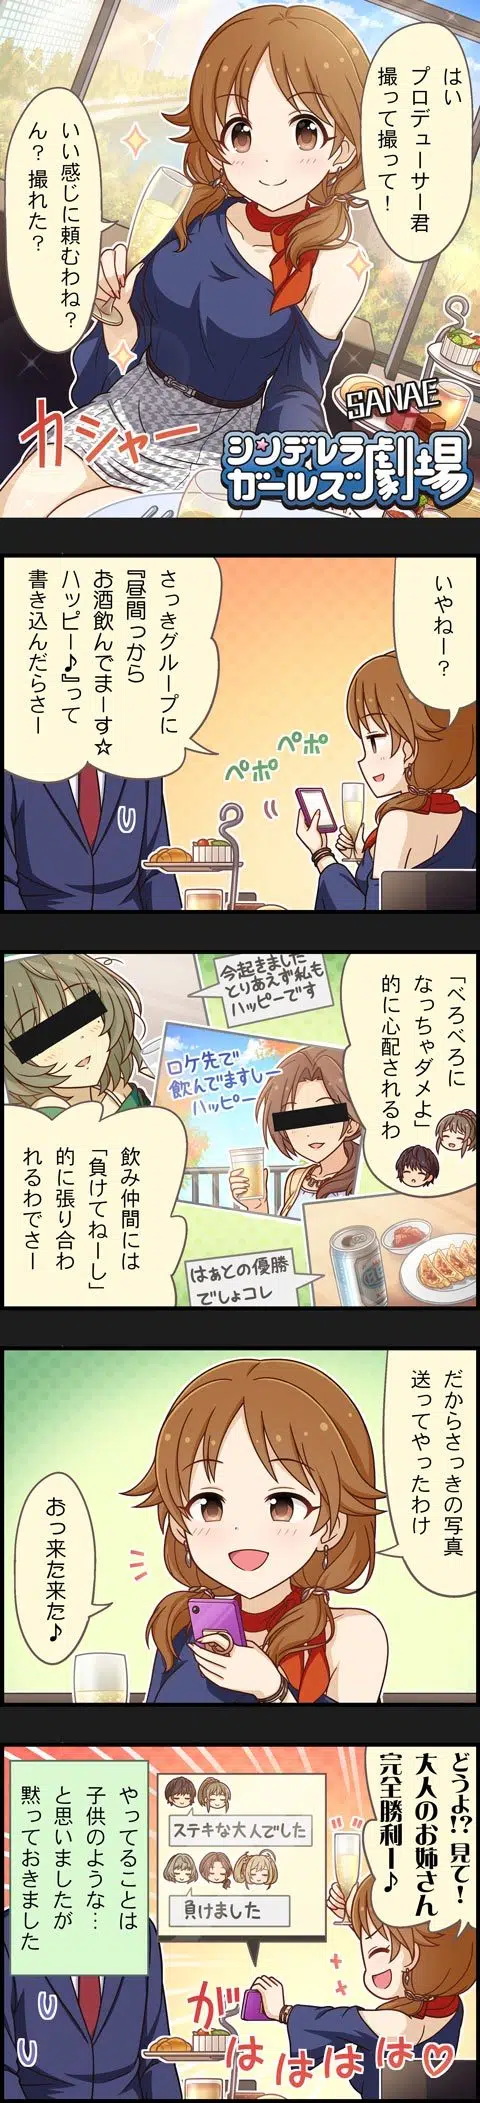 はい
プロデューサー君
撮って撮って！
いい感じに頼むわね？
ん？撮れた？
カシャー
SANAE
シンデレラ
ガールズ劇場
いやねー？
さっきグループに
『昼間っから
お酒飲んでまーす☆
ハッピー♪』って
書き込んだらさー
ペポ
ペポ
「べろべろに
なっちゃダメよ」
的に心配されるわ
今起きました
とりあえず私も
ハッピーです
ロケ先で
飲んでますしー
ハッピー
はぁとの優勝
でしょコレ
飲み仲間には
「負けてねーし」
的に張り合わ
れるわでさー
だからさっきの写真
送ってやったわけ
おっ来た来た♪
どうよ!?見て！
大人のお姉さん
完全勝利ー♪
ステキな大人でした
負けました
やってることは
子供のような…
と思いましたが
黙っておきました
がはははは♡